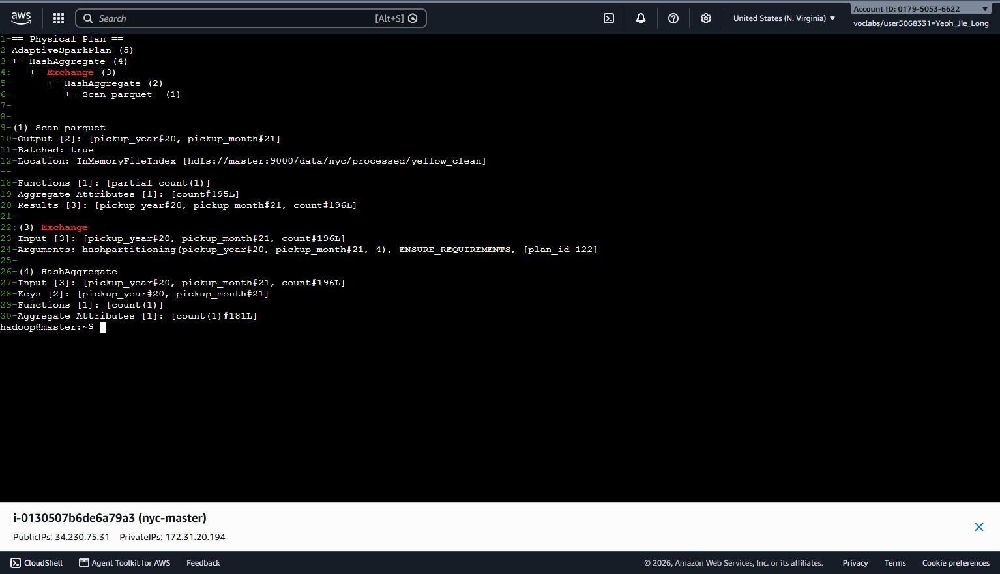 aws
Search [Alt+S]
United States (N. Virginia)
Account ID: 0179-5053-6622
voclabs/user5068331=Yeoh_Jie_Long
1-== Physical Plan ==
2-AdaptiveSparkPlan (5)
3-+- HashAggregate (4)
4:   +- Exchange (3)
5-      +- HashAggregate (2)
6-         +- Scan parquet  (1)
7-
8-
9-(1) Scan parquet
10-Output [2]: [pickup_year#20, pickup_month#21]
11-Batched: true
12-Location: InMemoryFileIndex [hdfs://master:9000/data/nyc/processed/yellow_clean]
--
18-Functions [1]: [partial_count(1)]
19-Aggregate Attributes [1]: [count#195L]
20-Results [3]: [pickup_year#20, pickup_month#21, count#196L]
21-
22:(3) Exchange
23-Input [3]: [pickup_year#20, pickup_month#21, count#196L]
24-Arguments: hashpartitioning(pickup_year#20, pickup_month#21, 4), ENSURE_REQUIREMENTS, [plan_id=122]
25-
26-(4) HashAggregate
27-Input [3]: [pickup_year#20, pickup_month#21, count#196L]
28-Keys [2]: [pickup_year#20, pickup_month#21]
29-Functions [1]: [count(1)]
30-Aggregate Attributes [1]: [count(1)#181L]
hadoop@master:~$
i-0130507b6de6a79a3 (nyc-master)
PublicIPs: 34.230.75.31 PrivateIPs: 172.31.20.194
CloudShell Agent Toolkit for AWS Feedback © 2026, Amazon Web Services, Inc. or its affiliates. Privacy Terms Cookie preferences